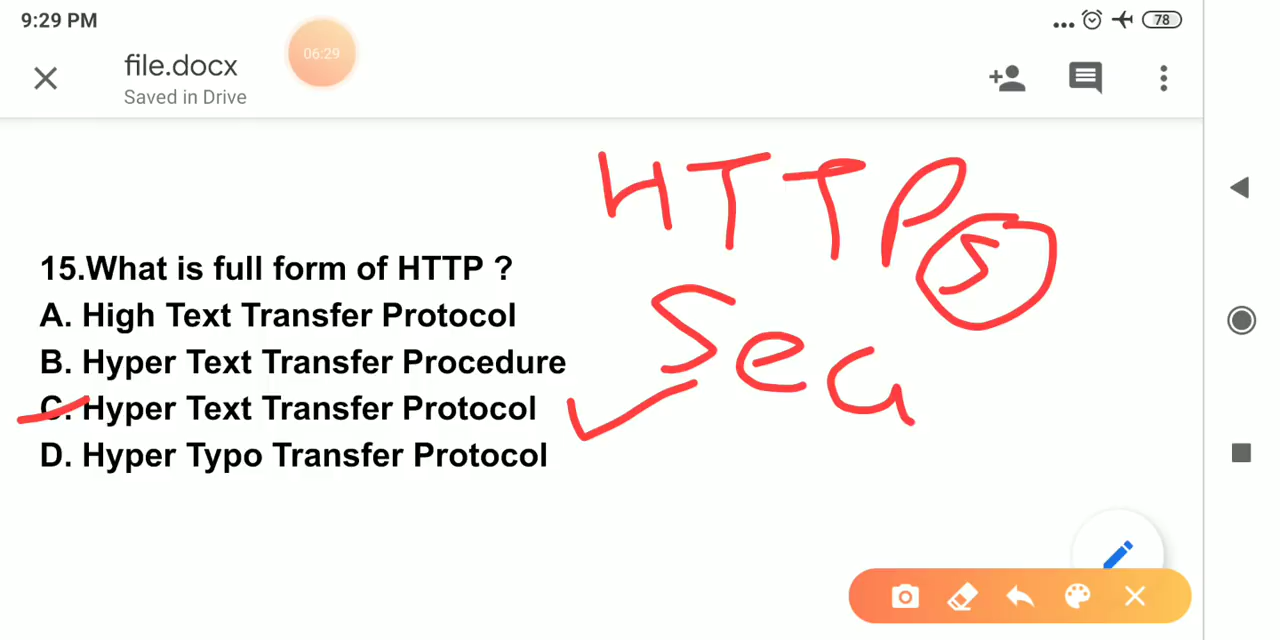 9:29 PM
78
file.docx
06:29
Saved in Drive
HTTPS
15.What is full form of HTTP ?
A. High Text Transfer Protocol
Secu
B. Hyper Text Transfer Procedure
C. Hyper Text Transfer Protocol
D. Hyper Typo Transfer Protocol